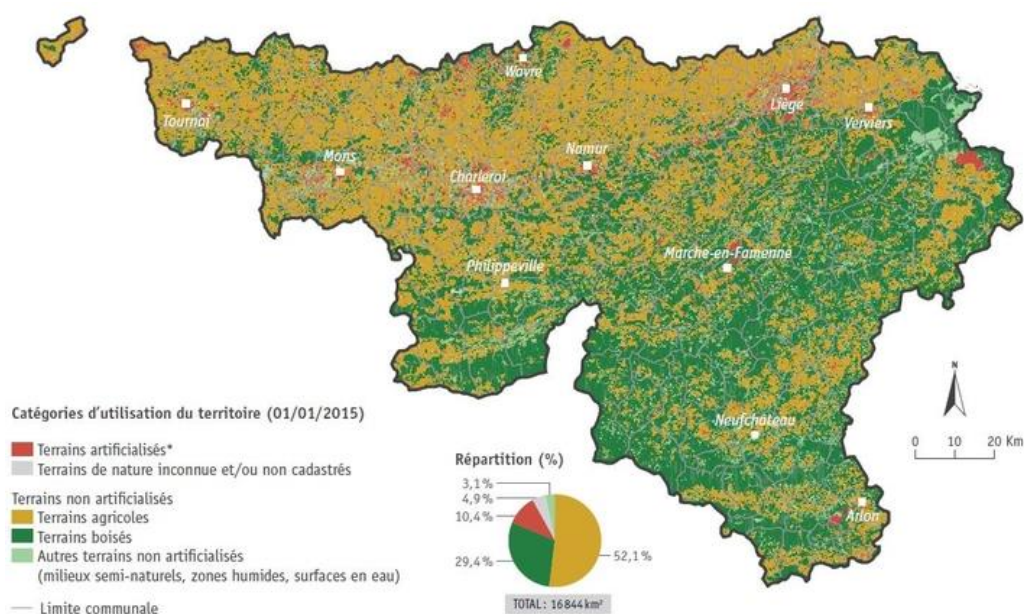 Wavre
Tournai
Liège
Verviers
Mons
Namur
Charleroi
Marche-en-Famenne
Philippeville
Neufchâteau
Arlon
N
0 10 20 Km
Catégories d'utilisation du territoire (01/01/2015)
Terrains artificialisés*
Terrains de nature inconnue et/ou non cadastrés
Terrains non artificialisés
Terrains agricoles
Terrains boisés
Autres terrains non artificialisés
(milieux semi-naturels, zones humides, surfaces en eau)
Limite communale
Répartition (%)
3,1%
4,9%
10,4%
29,4%
52,1%
TOTAL: 16844km²